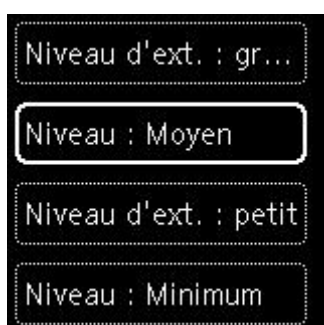 Niveau d'ext. : gr...
Niveau : Moyen
Niveau d'ext. : petit
Niveau : Minimum